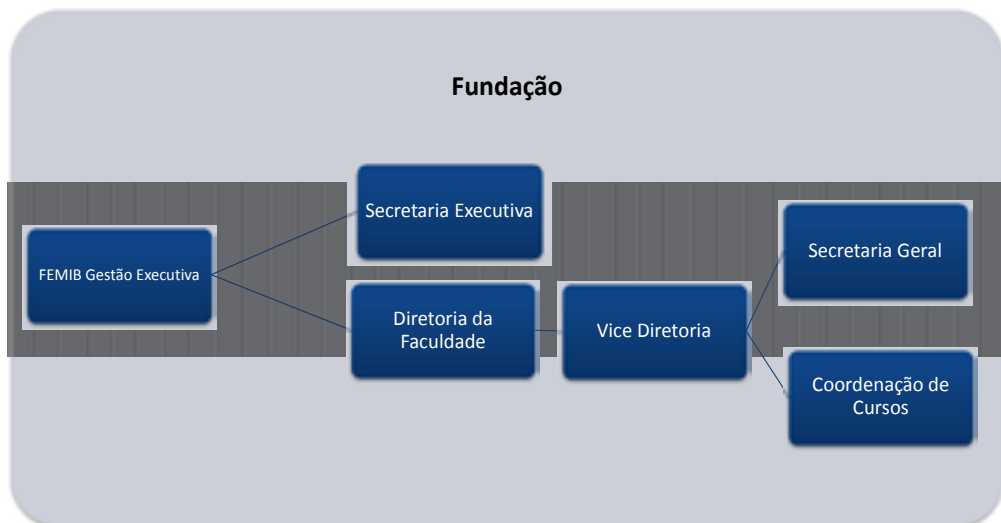 Fundação
Secretaria Executiva
FEMIB Gestão Executiva
Diretoria da
Faculdade
Vice Diretoria
Secretaria Geral
Coordenação de
Cursos